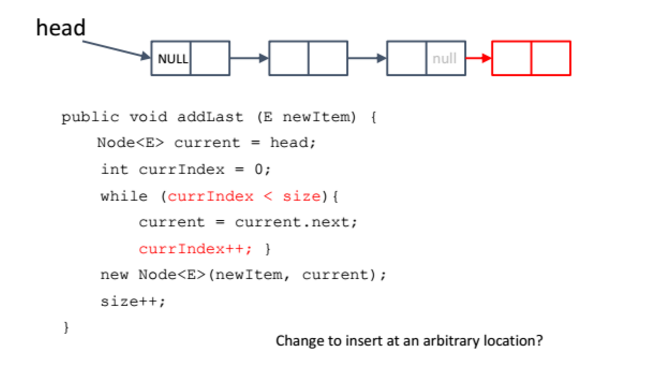 head
NULL
null
public void addLast (E newItem) {
Node<E> current = head;
int currIndex = 0;
while (currIndex < size){
current = current.next;
currIndex++; }
new Node<E>(newItem, current);
size++;
}
Change to insert at an arbitrary location?